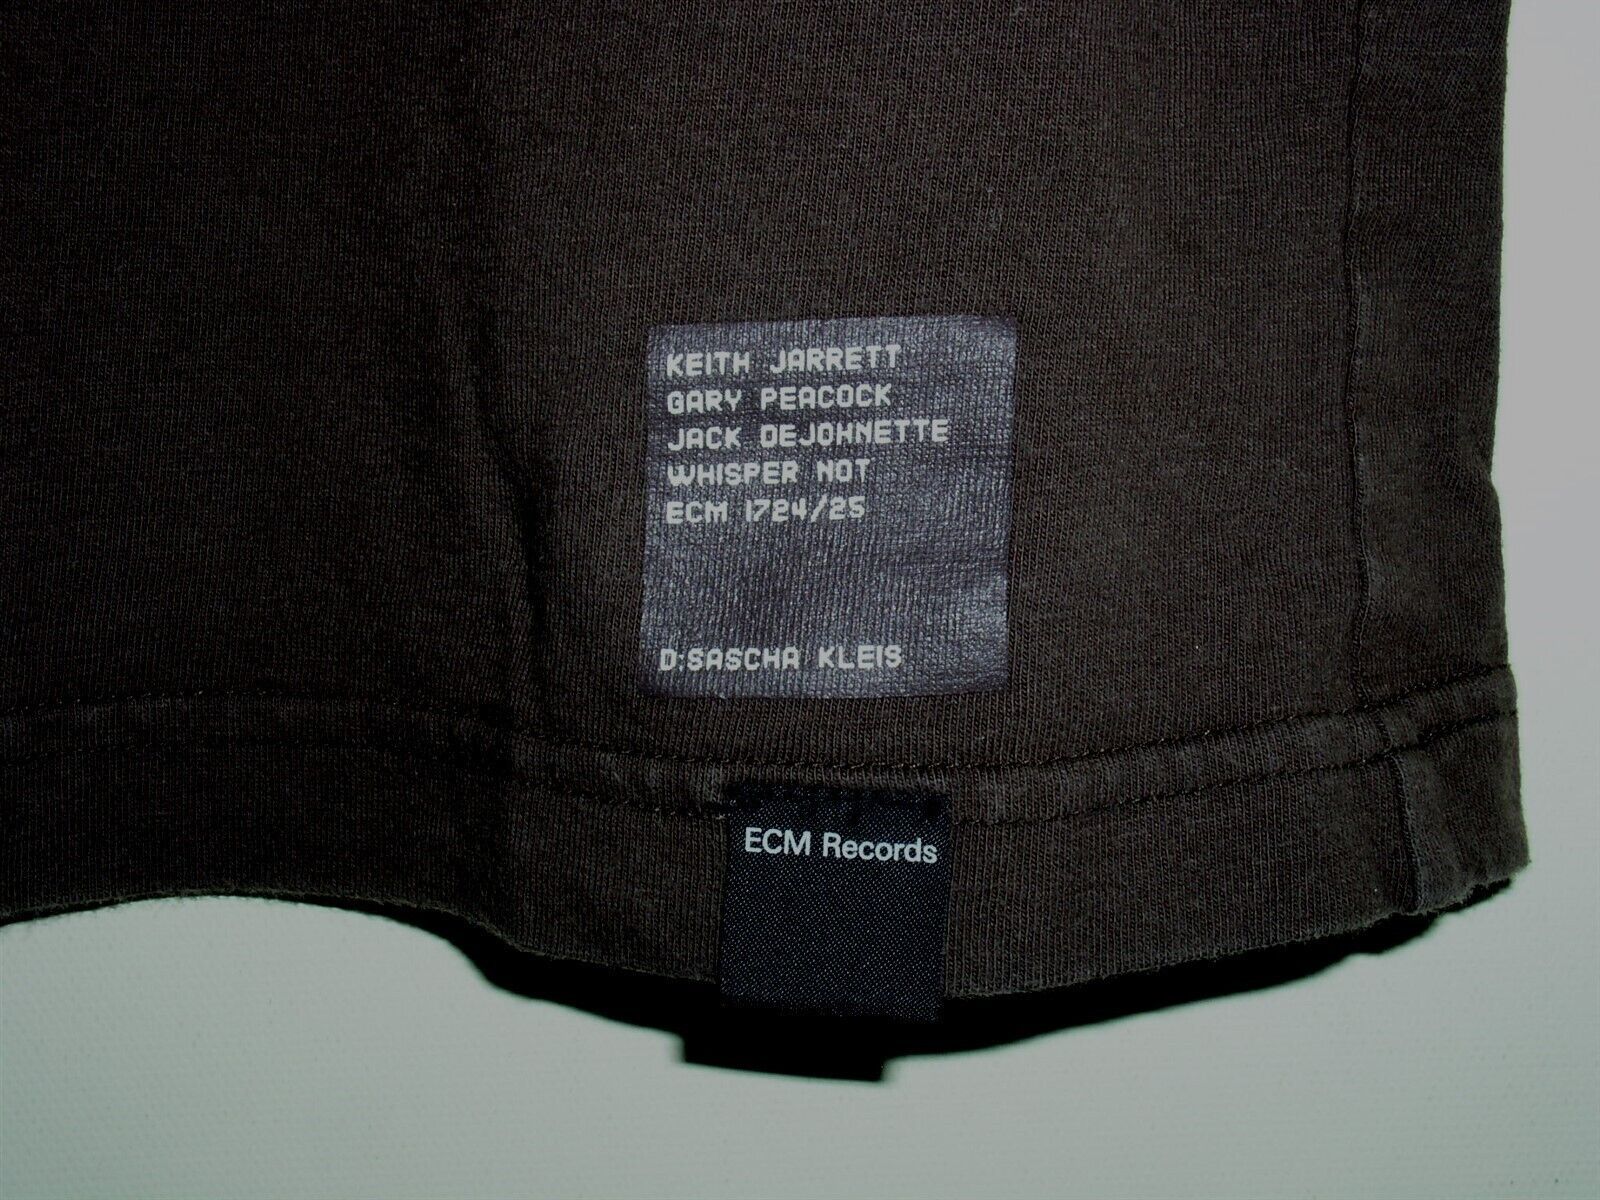 KEITH JARRETT
GARY PEACOCK
JACK DEJOHNETTE
WHISPER NOT
ECM 1724/25
D:SASCHA KLEIS
ECM Records